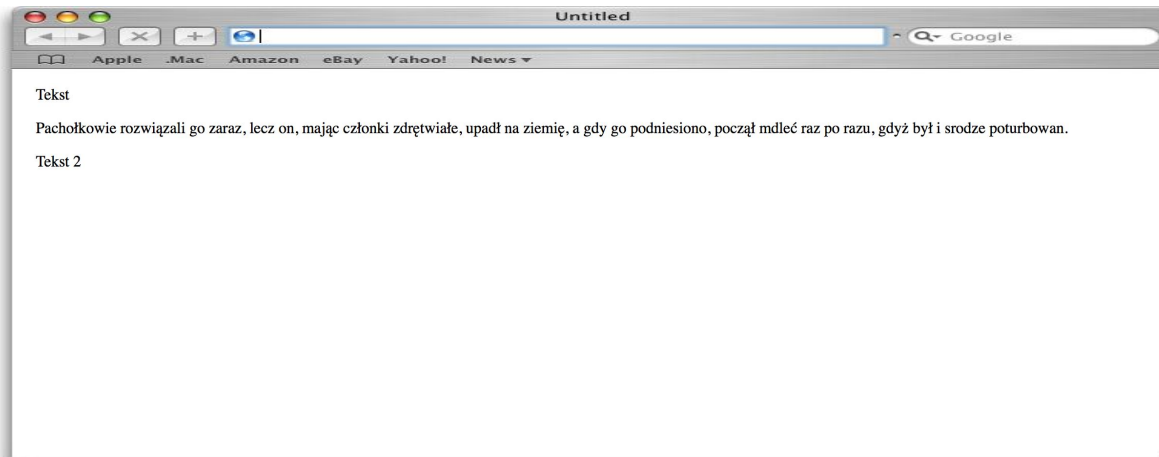 Untitled
Google
Apple .Mac Amazon eBay Yahoo! News
Tekst
Pachołkowie rozwiązali go zaraz, lecz on, mając członki zdrętwiałe, upadł na ziemię, a gdy go podniesiono, począł mdleć raz po razu, gdyż był i srodze poturbowan.
Tekst 2